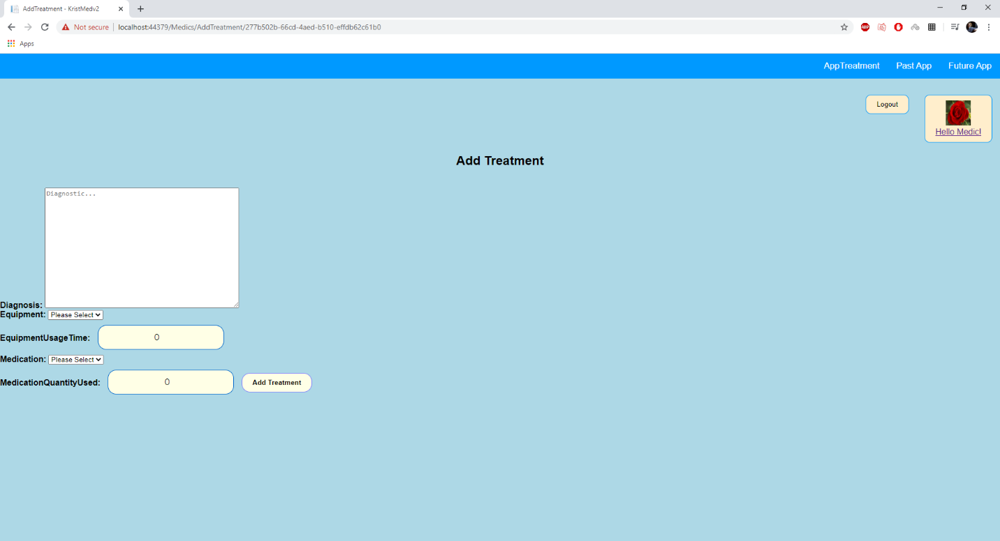 AddTreatment - KristMedv2
Not secure localhost:44379/Medics/AddTreatment/277b502b-66cd-4aed-b510-effdb62c61b0
ABP
Apps
AppTreatment Past App Future App
Logout
Hello Medic!
Add Treatment
Diagnostic...
Diagnosis:
Equipment: Please Select
EquipmentUsageTime: 0
Medication: Please Select
MedicationQuantityUsed: 0 Add Treatment